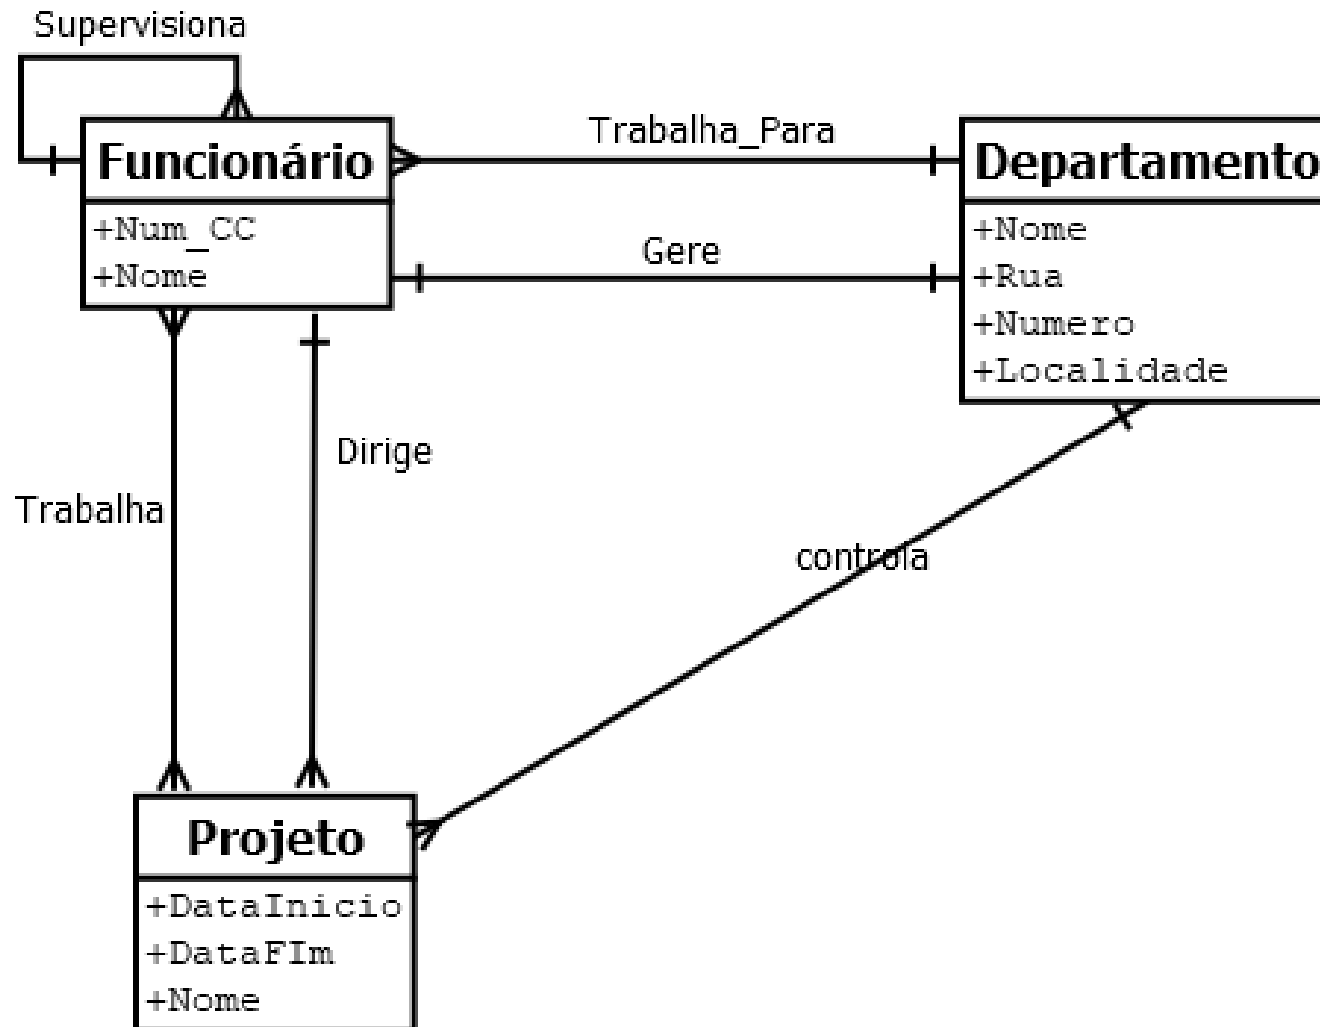 Supervisiona
Trabalha_Para
Funcionário
Departamento
+Num_CC
+Nome
Gere
+Nome
+Rua
+Numero
+Localidade
Dirige
Trabalha
controla
Projeto
+DataInicio
+DataFIm
+Nome